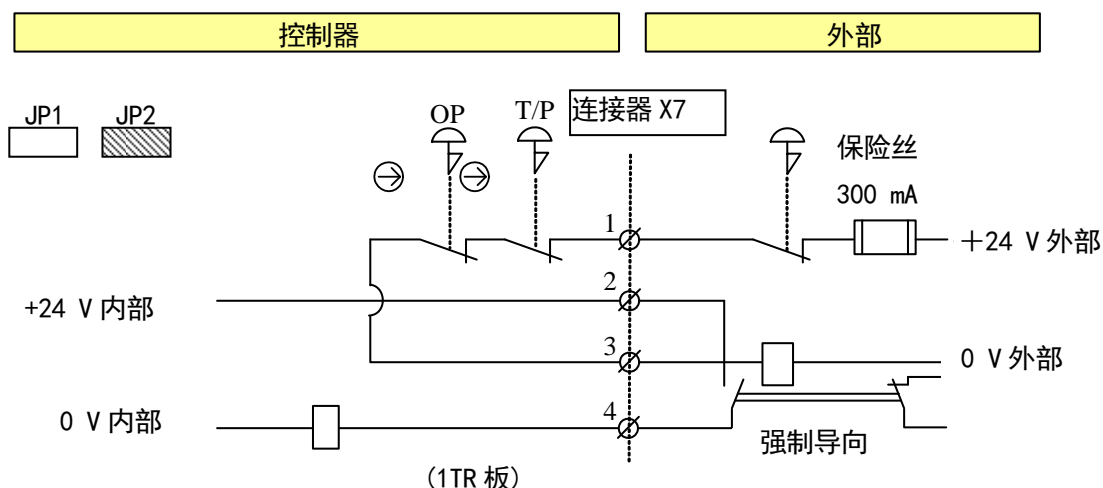 控制器
外部
JP1
JP2
OP
T/P
连接器 X7
保险丝
300 mA
1
+24 V 外部
2
+24 V 内部
3
0 V 外部
4
0 V 内部
强制导向
(1TR 板)